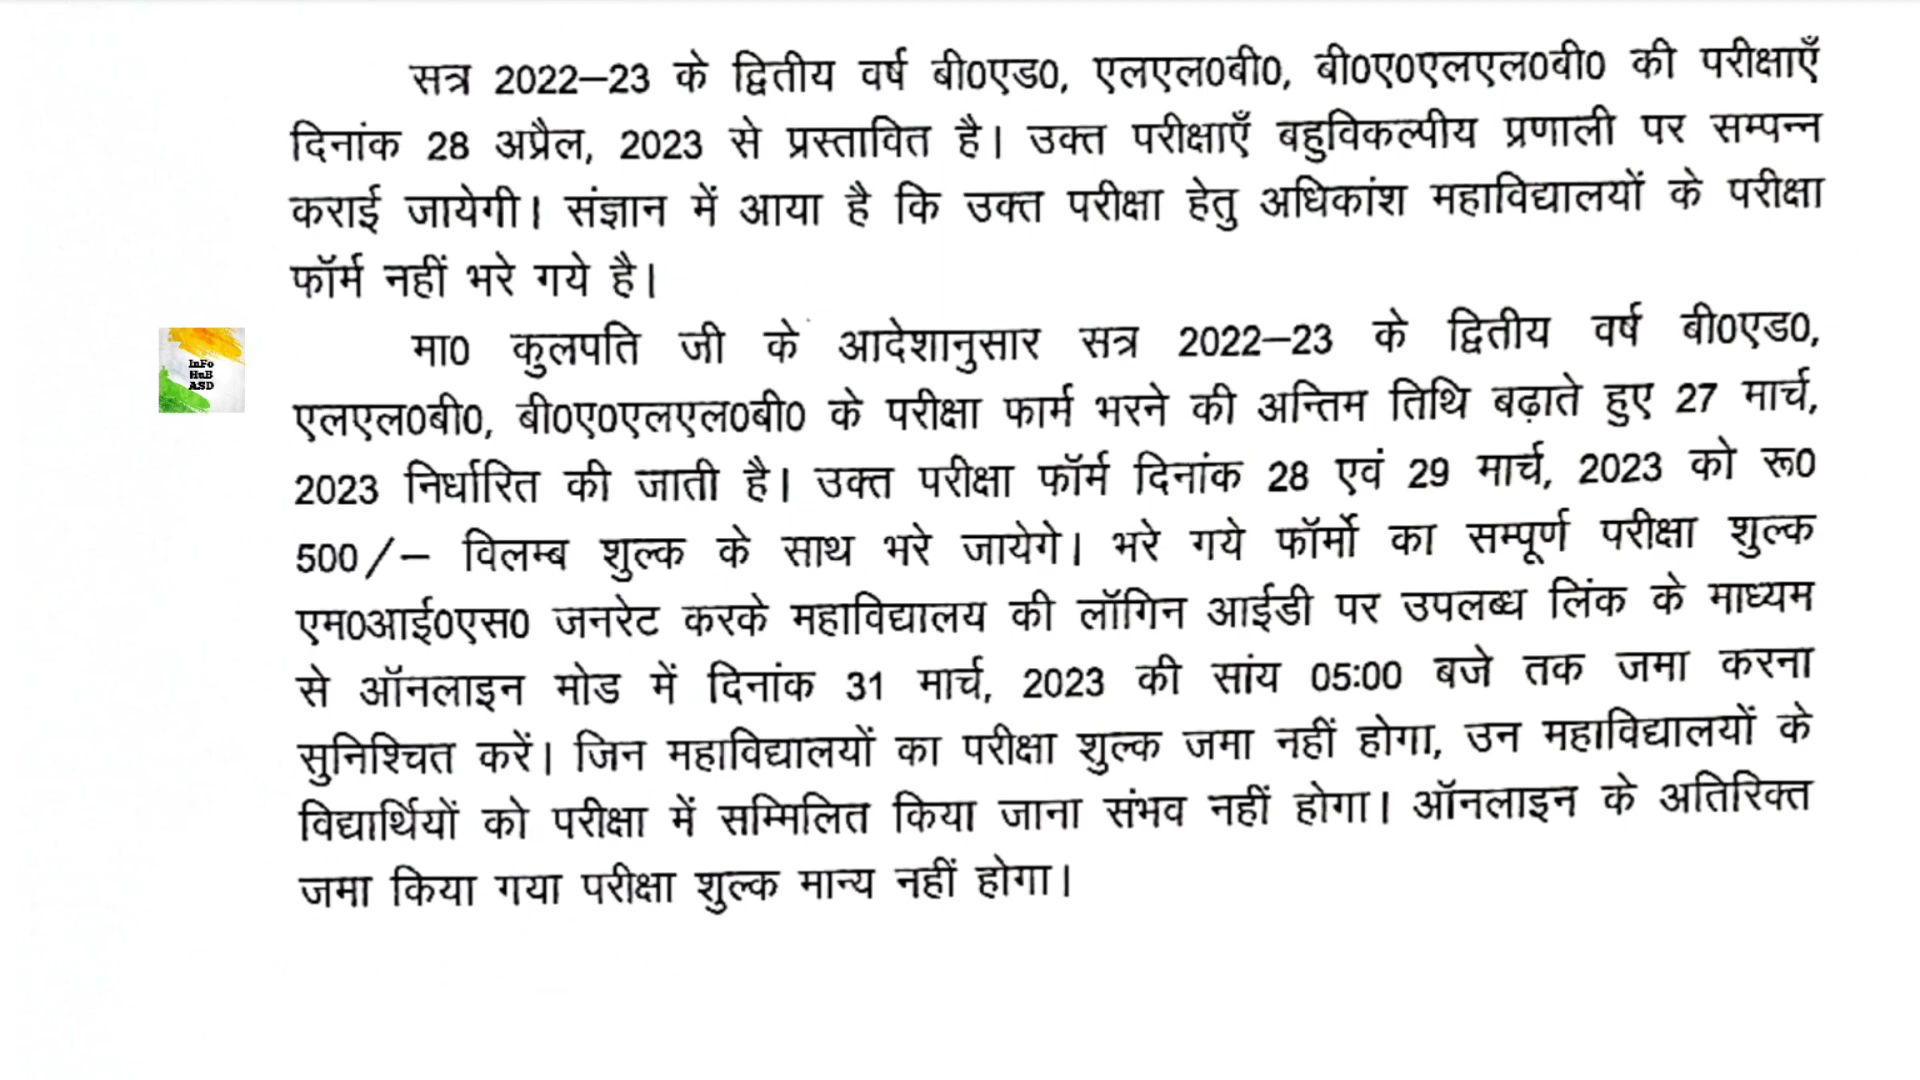 सत्र 2022–23 के द्वितीय वर्ष बी0एड0, एलएल0बी0, बी0ए0एलएल0बी0 की परीक्षाएँ
दिनांक 28 अप्रैल, 2023 से प्रस्तावित है। उक्त परीक्षाएँ बहुविकल्पीय प्रणाली पर सम्पन्न
कराई जायेगी। संज्ञान में आया है कि उक्त परीक्षा हेतु अधिकांश महाविद्यालयों के परीक्षा
फॉर्म नहीं भरे गये है।
मा0 कुलपति जी के आदेशानुसार सत्र 2022–23 के द्वितीय वर्ष बी0एड0,
InFo
HuB
ASD
एलएल0बी0, बी0ए0एलएल0बी0 के परीक्षा फार्म भरने की अन्तिम तिथि बढ़ाते हुए 27 मार्च,
2023 निर्धारित की जाती है। उक्त परीक्षा फॉर्म दिनांक 28 एवं 29 मार्च, 2023 को रू0
500/– विलम्ब शुल्क के साथ भरे जायेगे। भरे गये फॉर्मो का सम्पूर्ण परीक्षा शुल्क
एम0आई0एस0 जनरेट करके महाविद्यालय की लॉगिन आईडी पर उपलब्ध लिंक के माध्यम
से ऑनलाइन मोड में दिनांक 31 मार्च, 2023 की सांय 05:00 बजे तक जमा करना
सुनिश्चित करें। जिन महाविद्यालयों का परीक्षा शुल्क जमा नहीं होगा, उन महाविद्यालयों के
विद्यार्थियों को परीक्षा में सम्मिलित किया जाना संभव नहीं होगा। ऑनलाइन के अतिरिक्त
जमा किया गया परीक्षा शुल्क मान्य नहीं होगा।